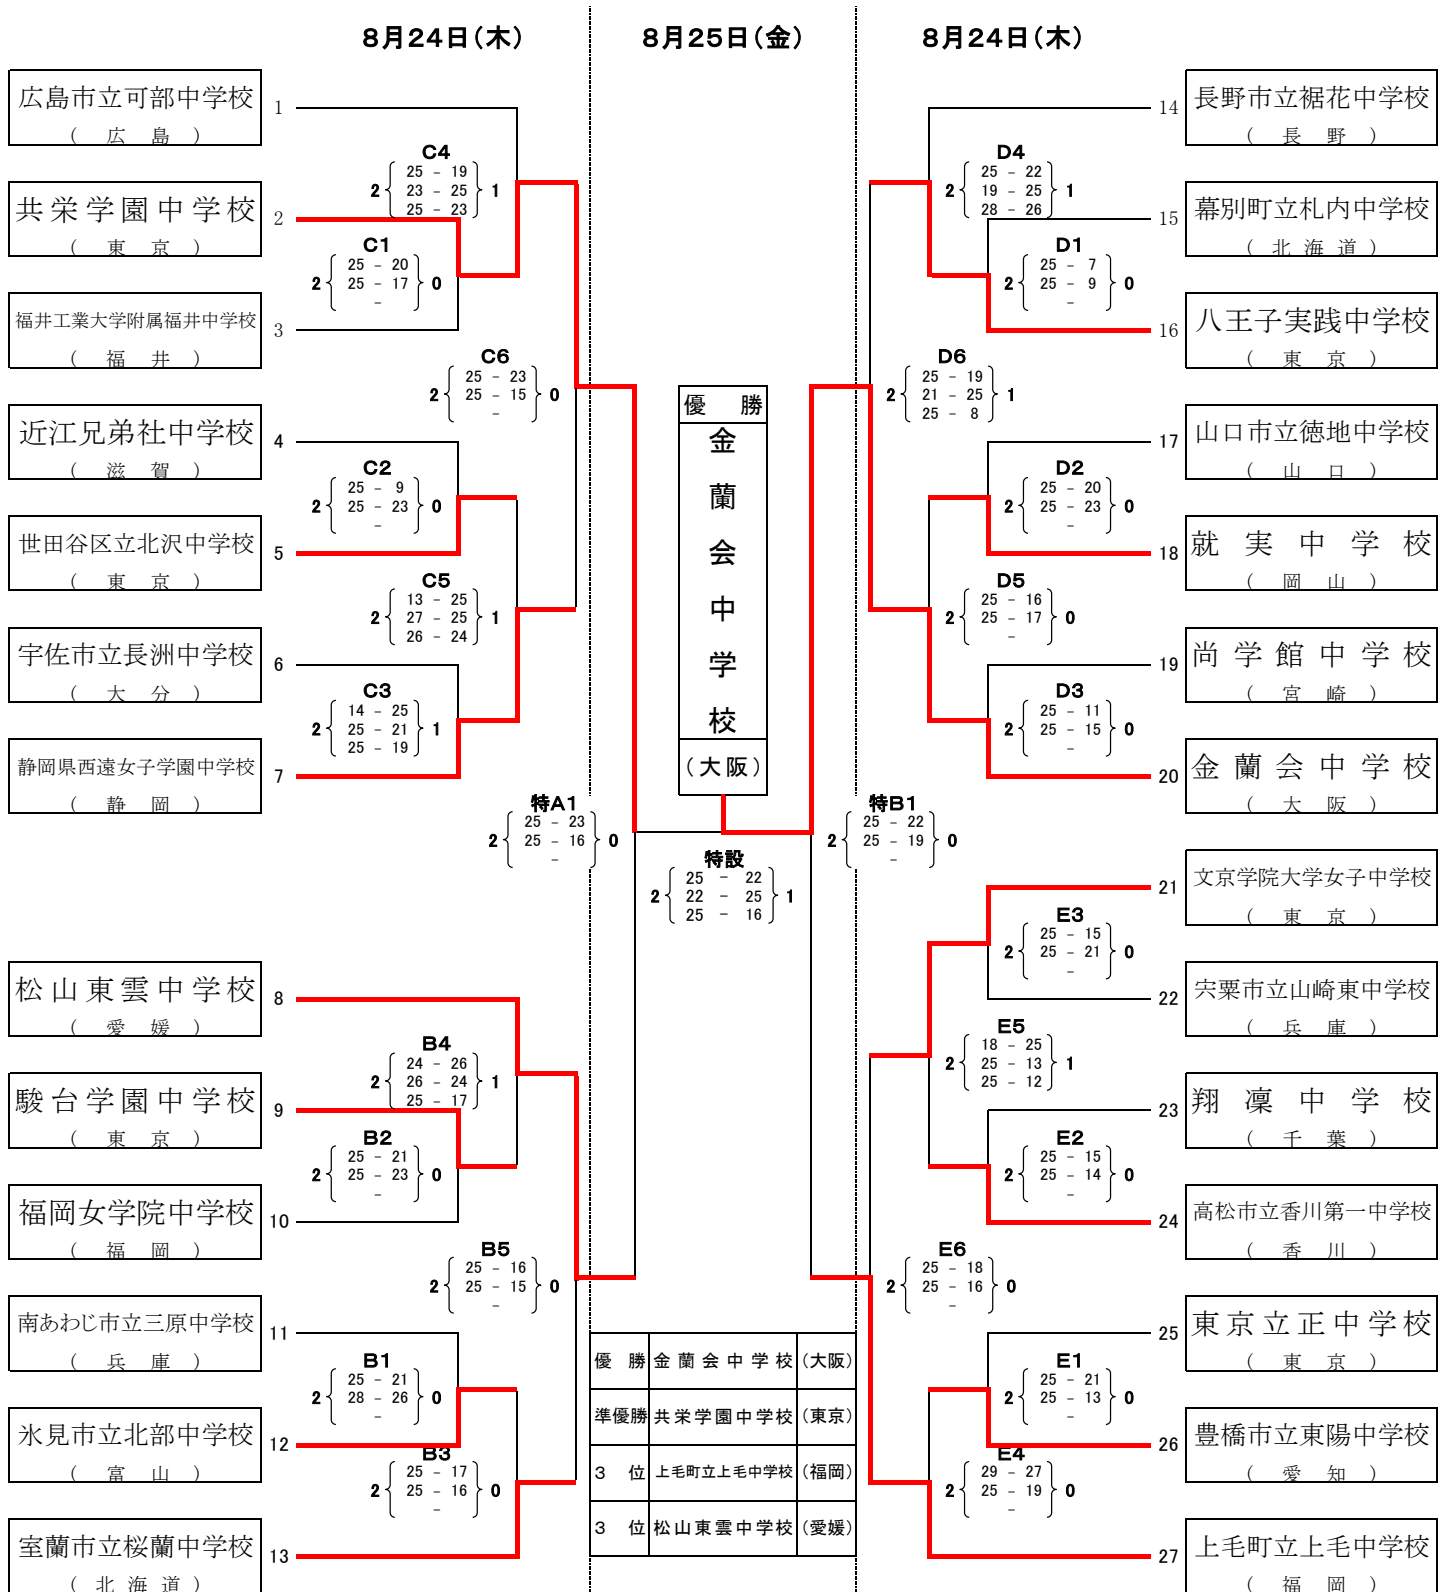 8月24日(木)
8月25日(金)
8月24日(木)
広島市立可部中学校
( 広 島 )
1
共栄学園中学校
( 東 京 )
2
福井工業大学附属福井中学校
( 福 井 )
3
近江兄弟社中学校
( 滋 賀 )
4
世田谷区立北沢中学校
( 東 京 )
5
宇佐市立長洲中学校
( 大 分 )
6
静岡県西遠女子学園中学校
( 静 岡 )
7
松山東雲中学校
( 愛 媛 )
8
駿台学園中学校
( 東 京 )
9
福岡女学院中学校
( 福 岡 )
10
南あわじ市立三原中学校
( 兵 庫 )
11
氷見市立北部中学校
( 富 山 )
12
室蘭市立桜蘭中学校
( 北 海 道 )
13
C4
2 25 - 19 1
23 - 25
25 - 23
C1
2 25 - 20 0
25 - 17
-
C6
2 25 - 23 0
25 - 15
-
C2
2 25 - 9 0
25 - 23
-
C5
2 13 - 25 1
27 - 25
26 - 24
C3
2 14 - 25 1
25 - 21
25 - 19
特A1
2 25 - 23 0
25 - 16
-
B4
2 24 - 26 1
26 - 24
25 - 17
B2
2 25 - 21 0
25 - 23
-
B5
2 25 - 16 0
25 - 15
-
B1
2 25 - 21 0
28 - 26
-
B3
2 25 - 17 0
25 - 16
-
優 勝
金
蘭
会
中
学
校
(大阪)
特設
2 25 - 22 1
22 - 25
25 - 16
優 勝 金蘭会中学校 (大阪)
準優勝 共栄学園中学校 (東京)
3 位 上毛町立上毛中学校 (福岡)
3 位 松山東雲中学校 (愛媛)
D4
2 25 - 22 1
19 - 25
28 - 26
D1
2 25 - 7 0
25 - 9
-
D6
2 25 - 19 1
21 - 25
25 - 8
D2
2 25 - 20 0
25 - 23
-
D5
2 25 - 16 0
25 - 17
-
D3
2 25 - 11 0
25 - 15
-
特B1
2 25 - 22 0
25 - 19
-
E3
2 25 - 15 0
25 - 21
-
E5
2 18 - 25 1
25 - 13
25 - 12
E2
2 25 - 15 0
25 - 14
-
E6
2 25 - 18 0
25 - 16
-
E1
2 25 - 21 0
25 - 13
-
E4
2 29 - 27 0
25 - 19
-
14
長野市立裾花中学校
( 長 野 )
15
幕別町立札内中学校
( 北 海 道 )
16
八王子実践中学校
( 東 京 )
17
山口市立徳地中学校
( 山 口 )
18
就実中学校
( 岡 山 )
19
尚学館中学校
( 宮 崎 )
20
金蘭会中学校
( 大 阪 )
21
文京学院大学女子中学校
( 東 京 )
22
宍粟市立山崎東中学校
( 兵 庫 )
23
翔凜中学校
( 千 葉 )
24
高松市立香川第一中学校
( 香 川 )
25
東京立正中学校
( 東 京 )
26
豊橋市立東陽中学校
( 愛 知 )
27
上毛町立上毛中学校
( 福 岡 )